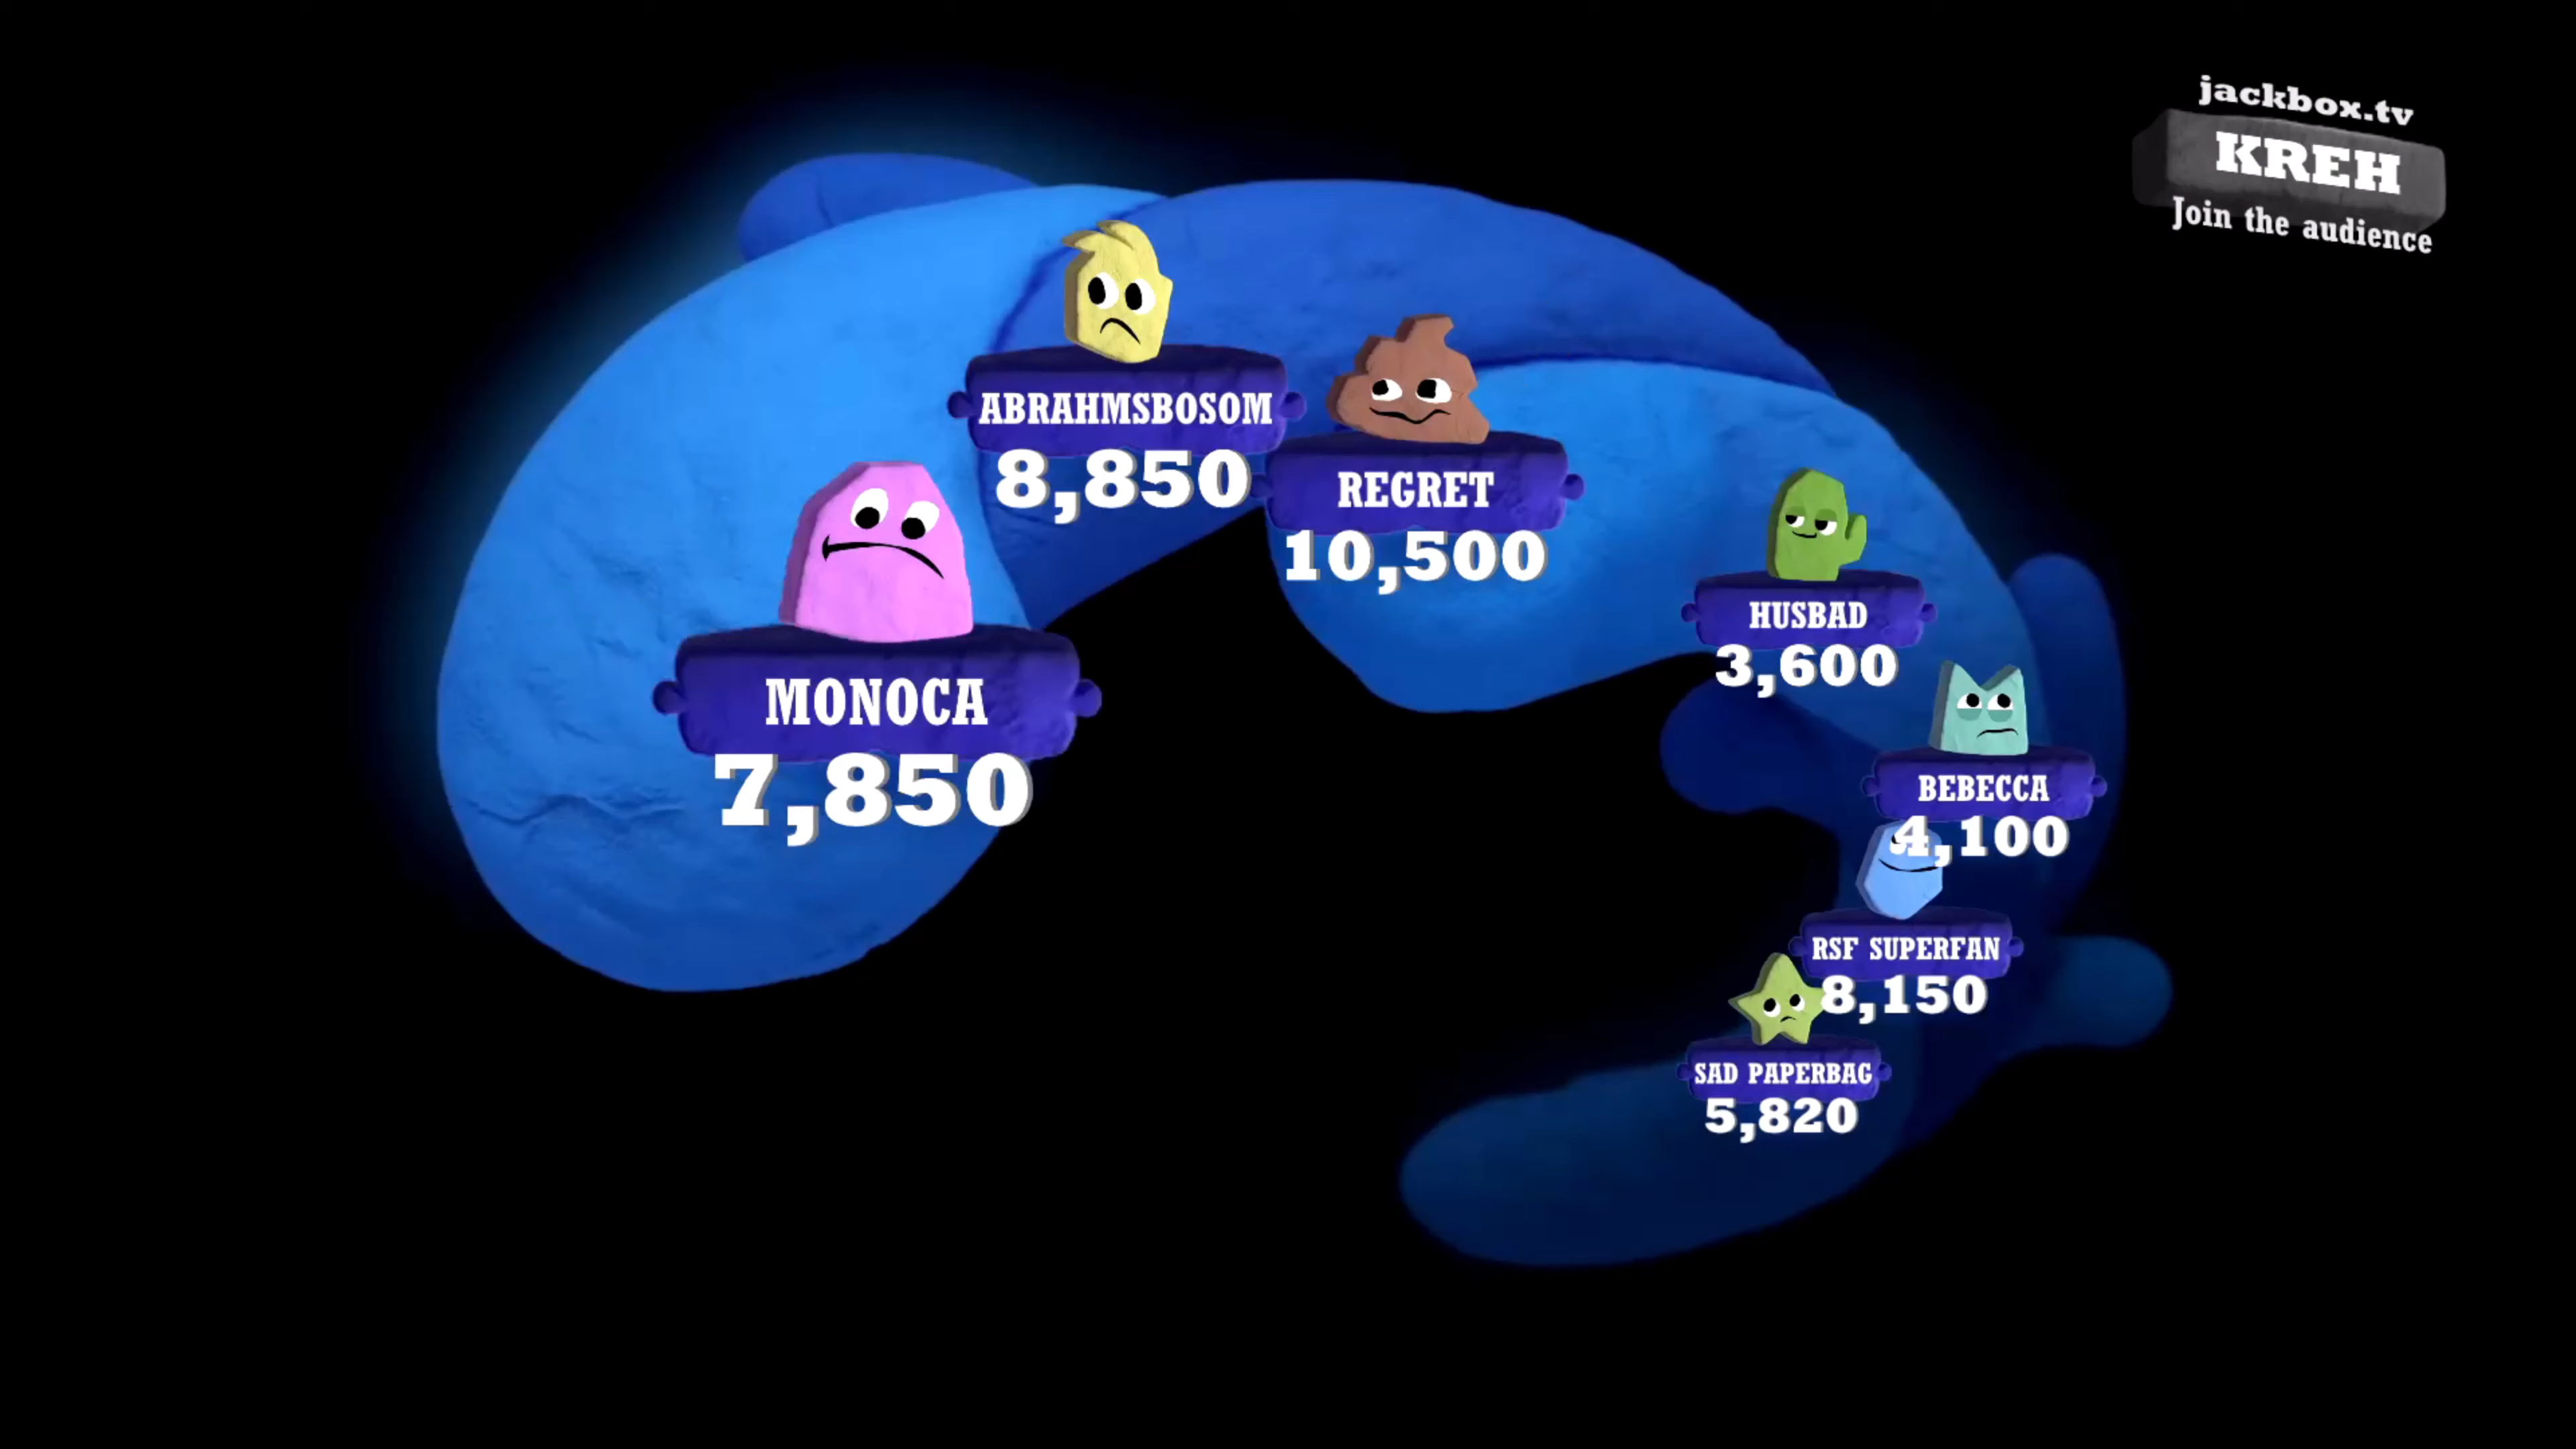 jackbox.tv
KREH
Join the audience
ABRAHMSBOSOM
8,850
REGRET
10,500
HUSBAD
3,600
MONOCA
7,850
BEBECCA
4,100
RSF SUPERFAN
8,150
SAD PAPERBAG
5,820